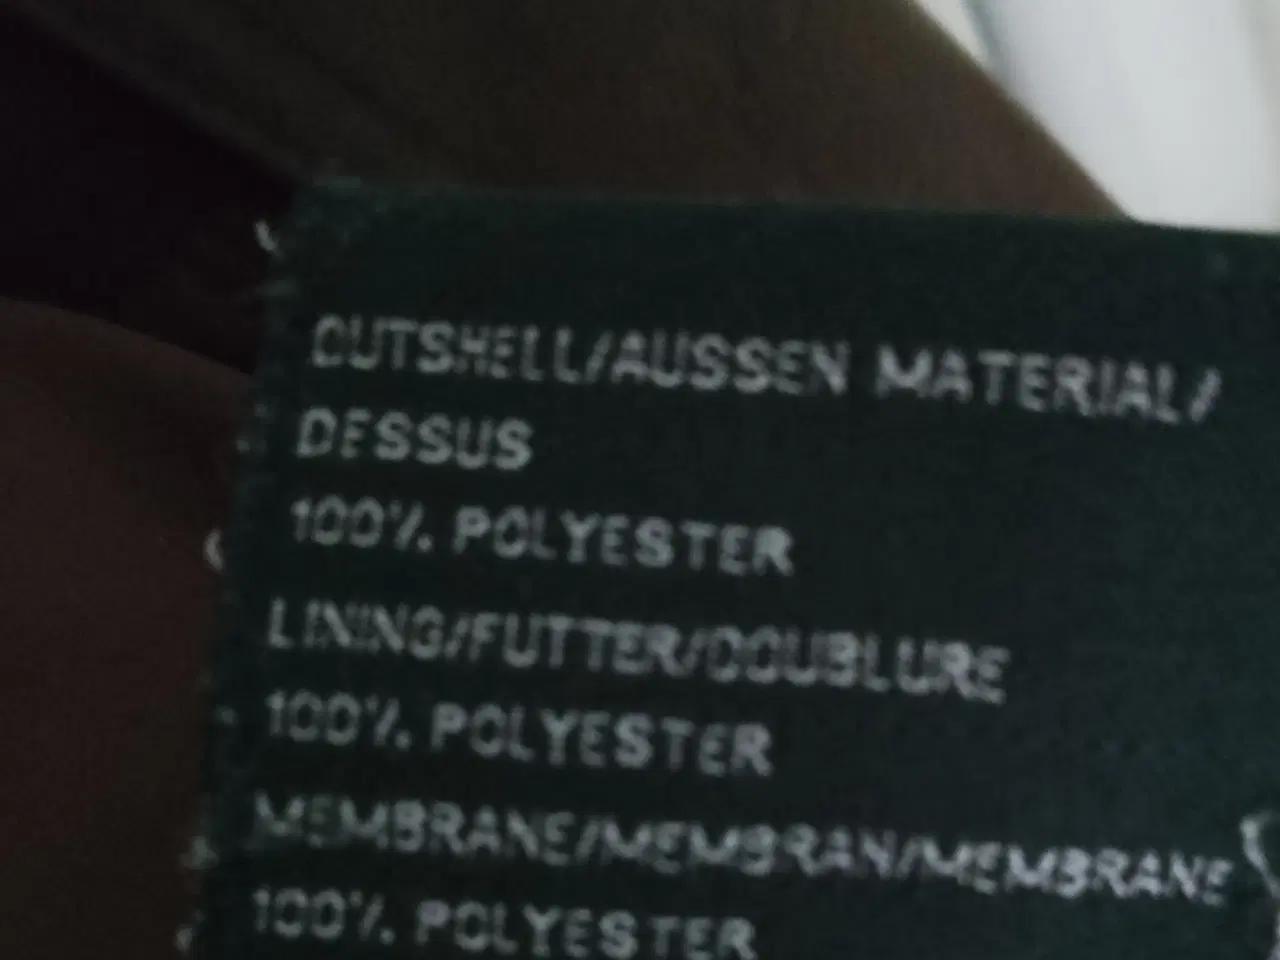 OUTSHELL/AUSSEN MATERIAL/
DESSUS
100% POLYESTER
LINING/FUTTER/DOUBLURE
100% POLYESTER
MEMBRANE/MEMBRAN/MEMBRANE
100% POLYESTER